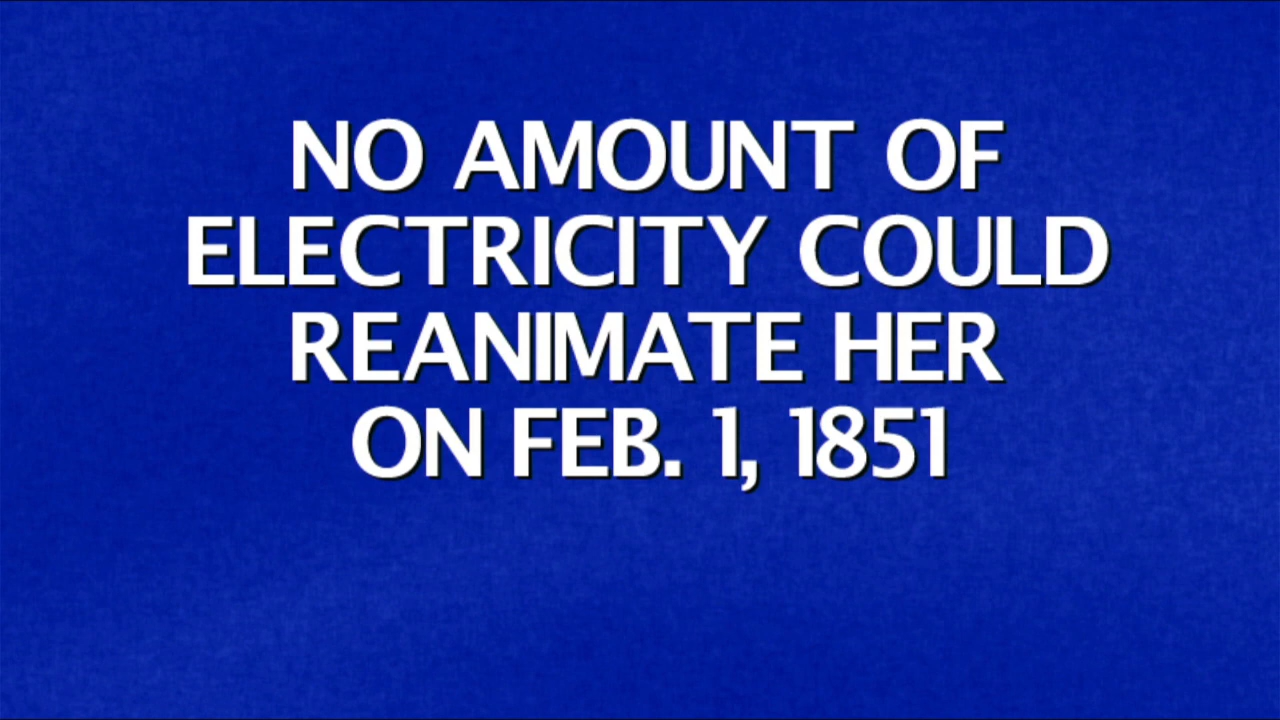 NO AMOUNT OF
ELECTRICITY COULD
REANIMATE HER
ON FEB. 1, 1851